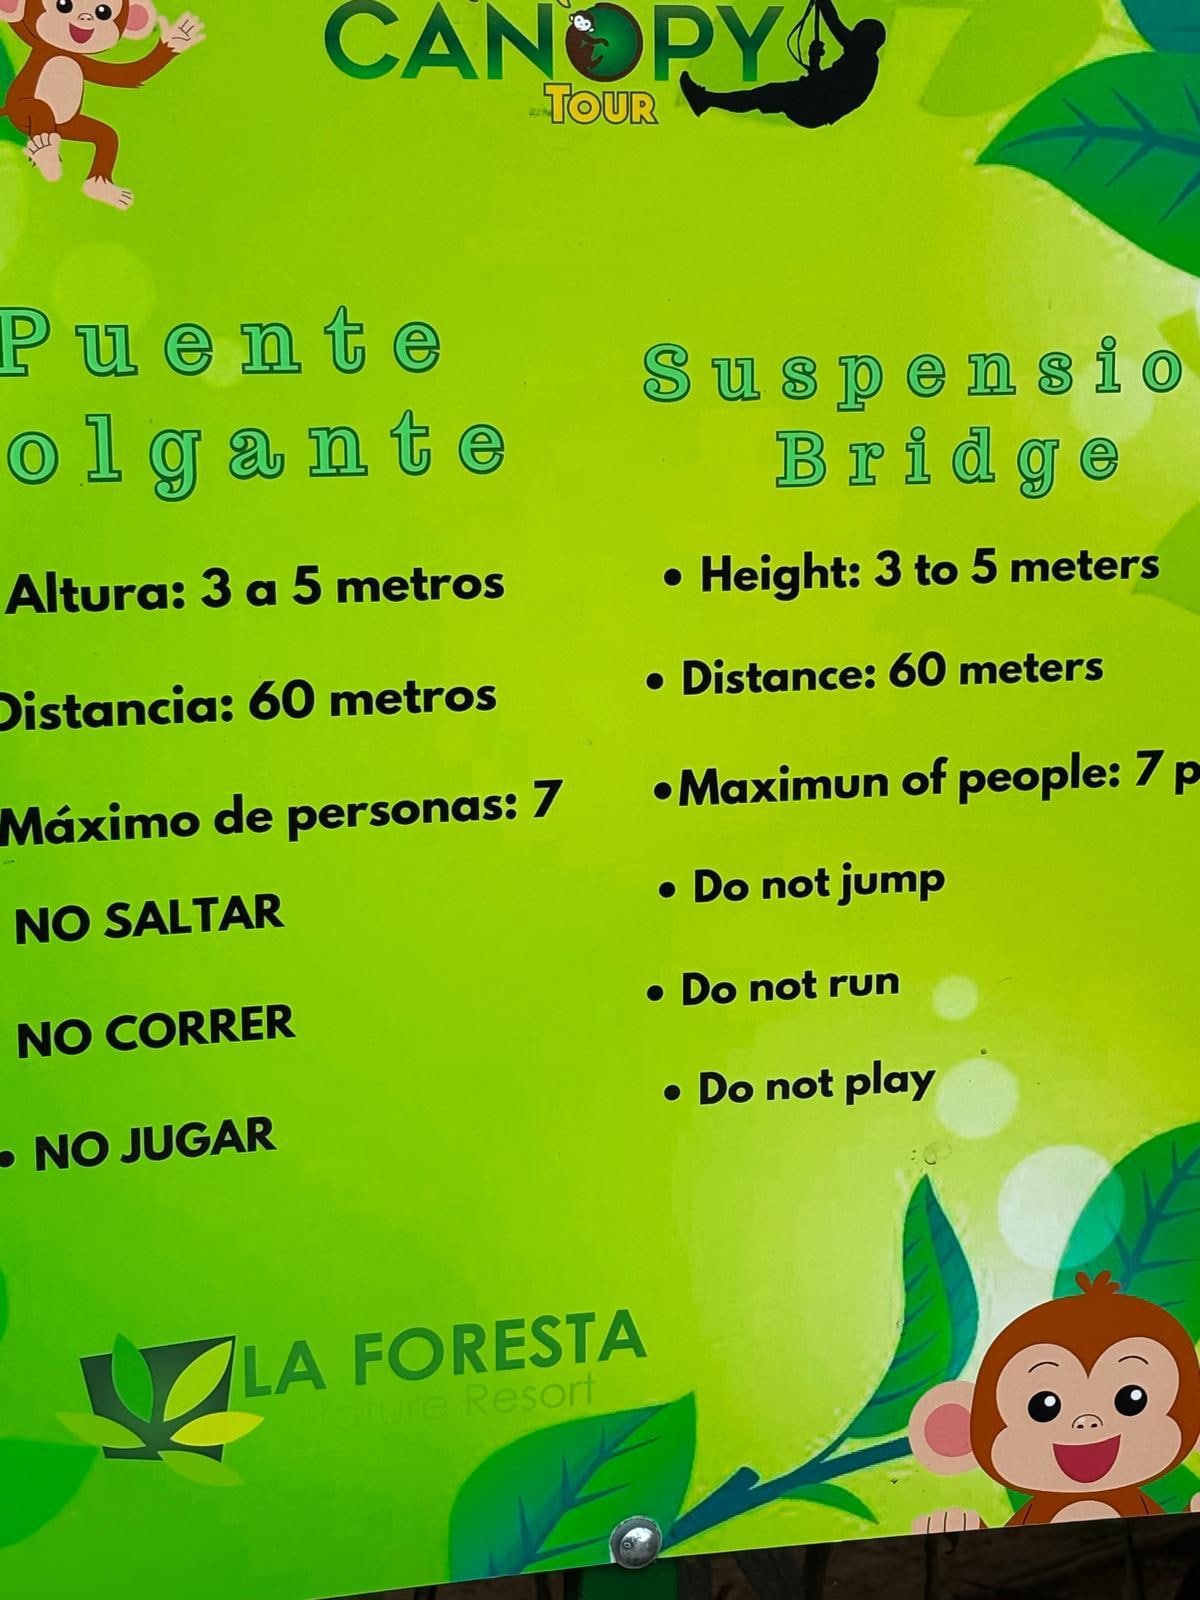 CANOPY
TOUR
Puente
olgante
Altura: 3 a 5 metros
Distancia: 60 metros
Máximo de personas: 7
NO SALTAR
NO CORRER
• NO JUGAR
Suspensio
Bridge
• Height: 3 to 5 meters
• Distance: 60 meters
•Maximun of people: 7 p
• Do not jump
• Do not run
• Do not play
LA FORESTA
Nature Resort